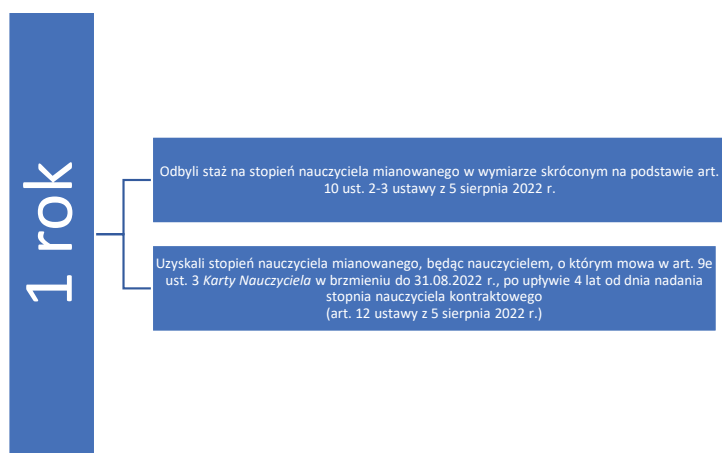 1 rok
Odbyli staż na stopień nauczyciela mianowanego w wymiarze skróconym na podstawie art.
10 ust. 2-3 ustawy z 5 sierpnia 2022 r.
Uzyskali stopień nauczyciela mianowanego, będąc nauczycielem, o którym mowa w art. 9e
ust. 3 Karty Nauczyciela w brzmieniu do 31.08.2022 r., po upływie 4 lat od dnia nadania
stopnia nauczyciela kontraktowego
(art. 12 ustawy z 5 sierpnia 2022 r.)